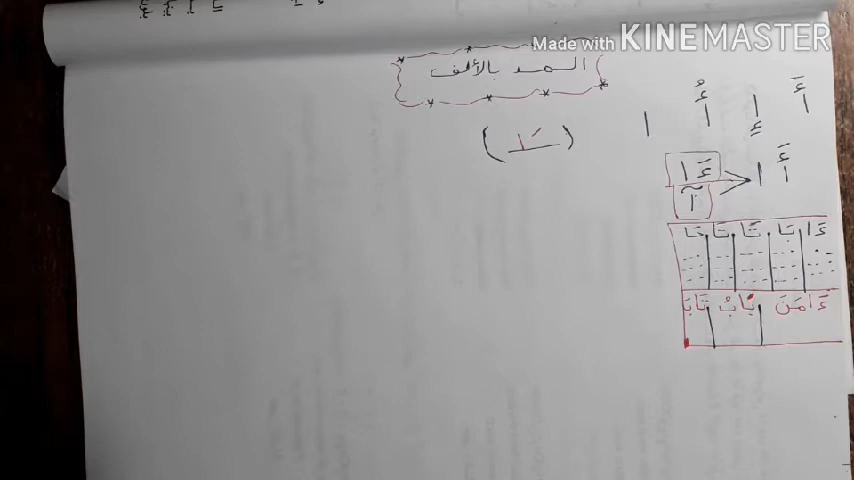 Made with KINEMASTER
المد بالألف
أَ إِ أُ ا
( ـَا )
أَ ا
ءَ ا
آ
ءَا بَا تَا ثَا حَا
ءَامَنَ بَابُ تَابَ